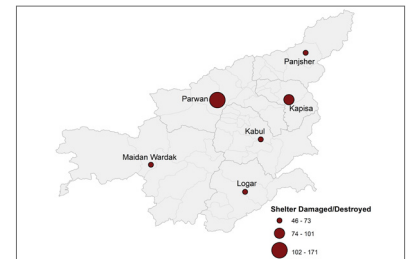 Panjsher
Parwan
Kapisa
Kabul
Maidan Wardak
Logar
Shelter Damaged/Destroyed
46 - 73
74 - 101
102 - 171